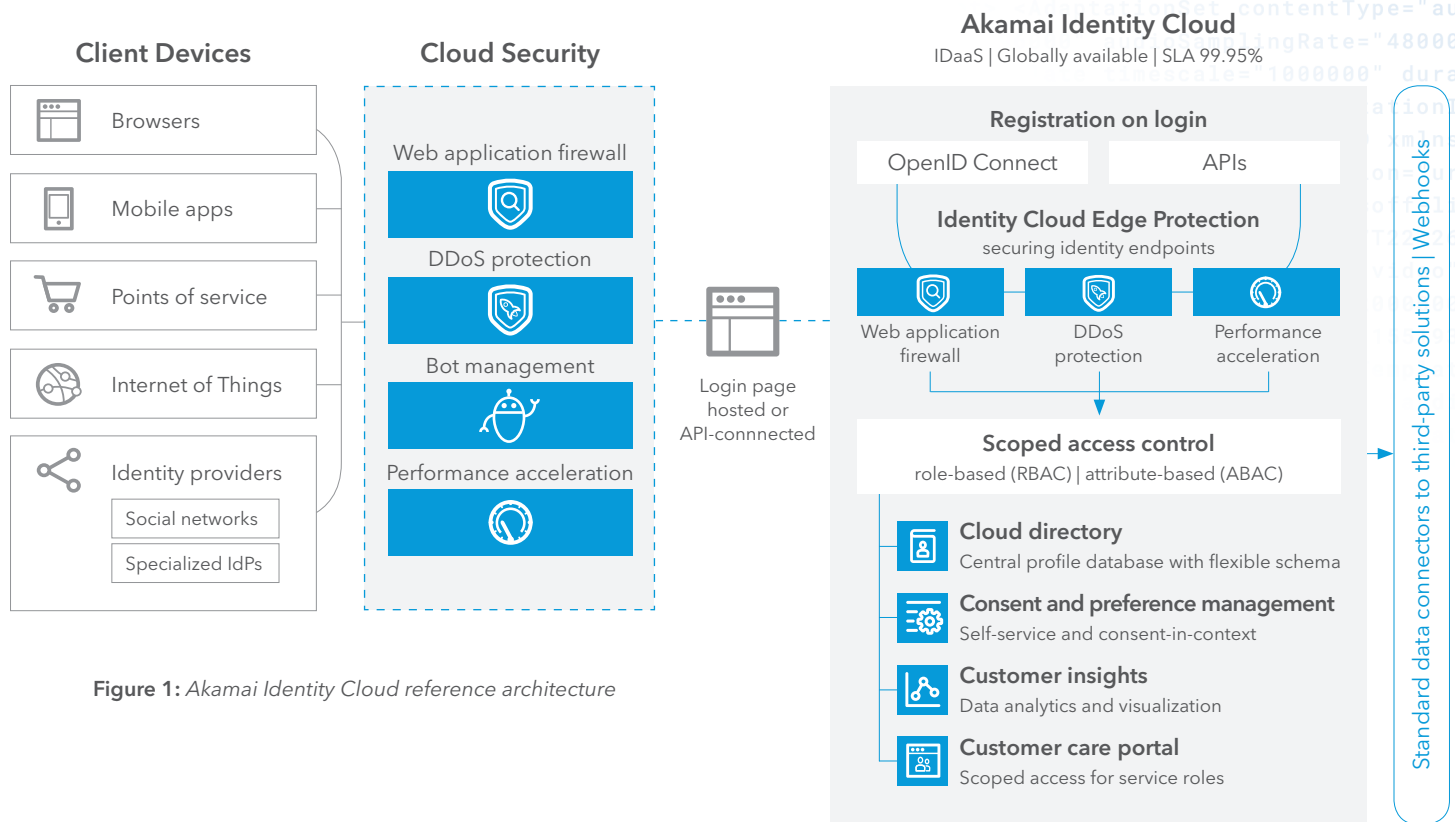 Client Devices
Browsers
Mobile apps
Points of service
Internet of Things
Identity providers
Social networks
Specialized IdPs
Cloud Security
Web application firewall
DDoS protection
Bot management
Performance acceleration
Login page
hosted or
API-connnected
Akamai Identity Cloud
IDaaS | Globally available | SLA 99.95%
Registration on login
OpenID Connect
APIs
Identity Cloud Edge Protection
securing identity endpoints
Web application
firewall
DDoS
protection
Performance
acceleration
Scoped access control
role-based (RBAC) | attribute-based (ABAC)
Cloud directory
Central profile database with flexible schema
Consent and preference management
Self-service and consent-in-context
Customer insights
Data analytics and visualization
Customer care portal
Scoped access for service roles
Standard data connectors to third-party solutions | Webhooks
Figure 1: Akamai Identity Cloud reference architecture